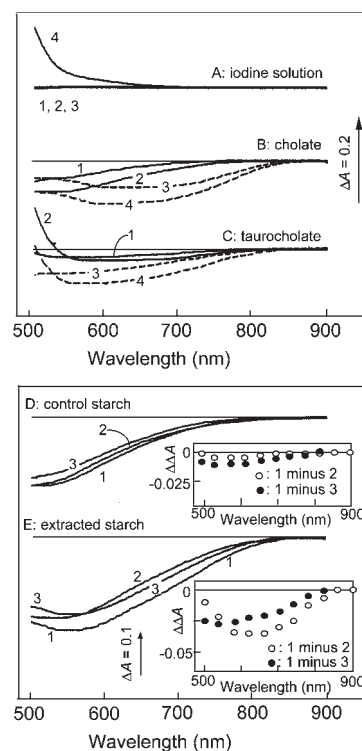 4
A: iodine solution
1, 2, 3
B: cholate
1
2
3
4
ΔA = 0.2
2
C: taurocholate
1
3
4
500 600 700 800 900
Wavelength (nm)
D: control starch
2
3
1
ΔΔA
0
-0.025
○: 1 minus 2
●: 1 minus 3
500 900
Wavelength (nm)
E: extracted starch
3
2
1
3
1
ΔA = 0.1
ΔΔA
0
-0.05
○: 1 minus 2
●: 1 minus 3
500 900
Wavelength (nm)
500 600 700 800 900
Wavelength (nm)